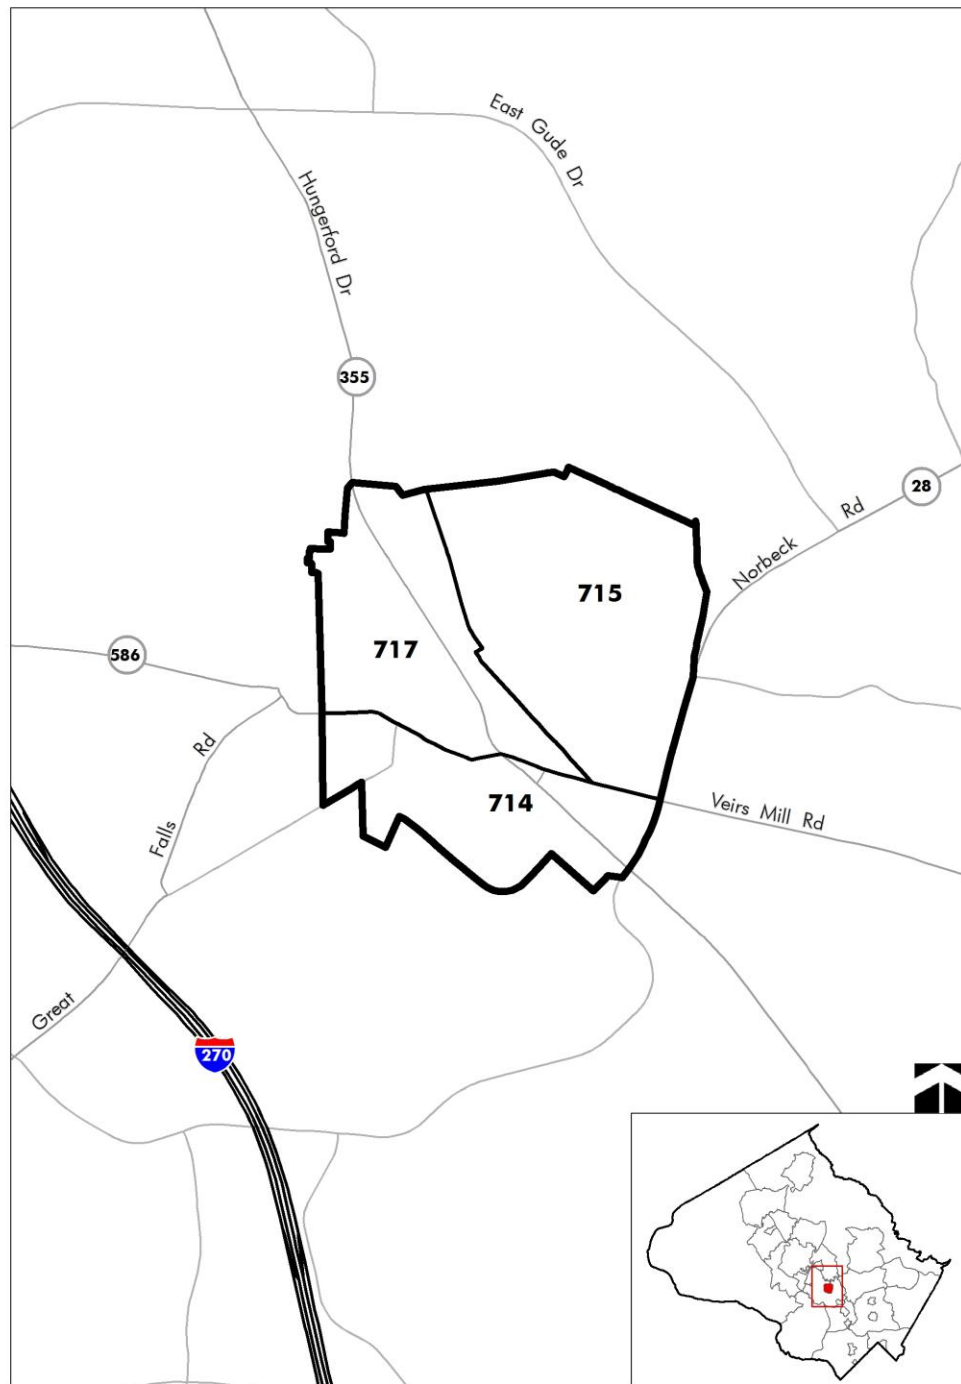 East Gude Dr
Hungerford Dr
355
28
Norbeck Rd
715
717
586
Falls Rd
714
Veirs Mill Rd
Great
270